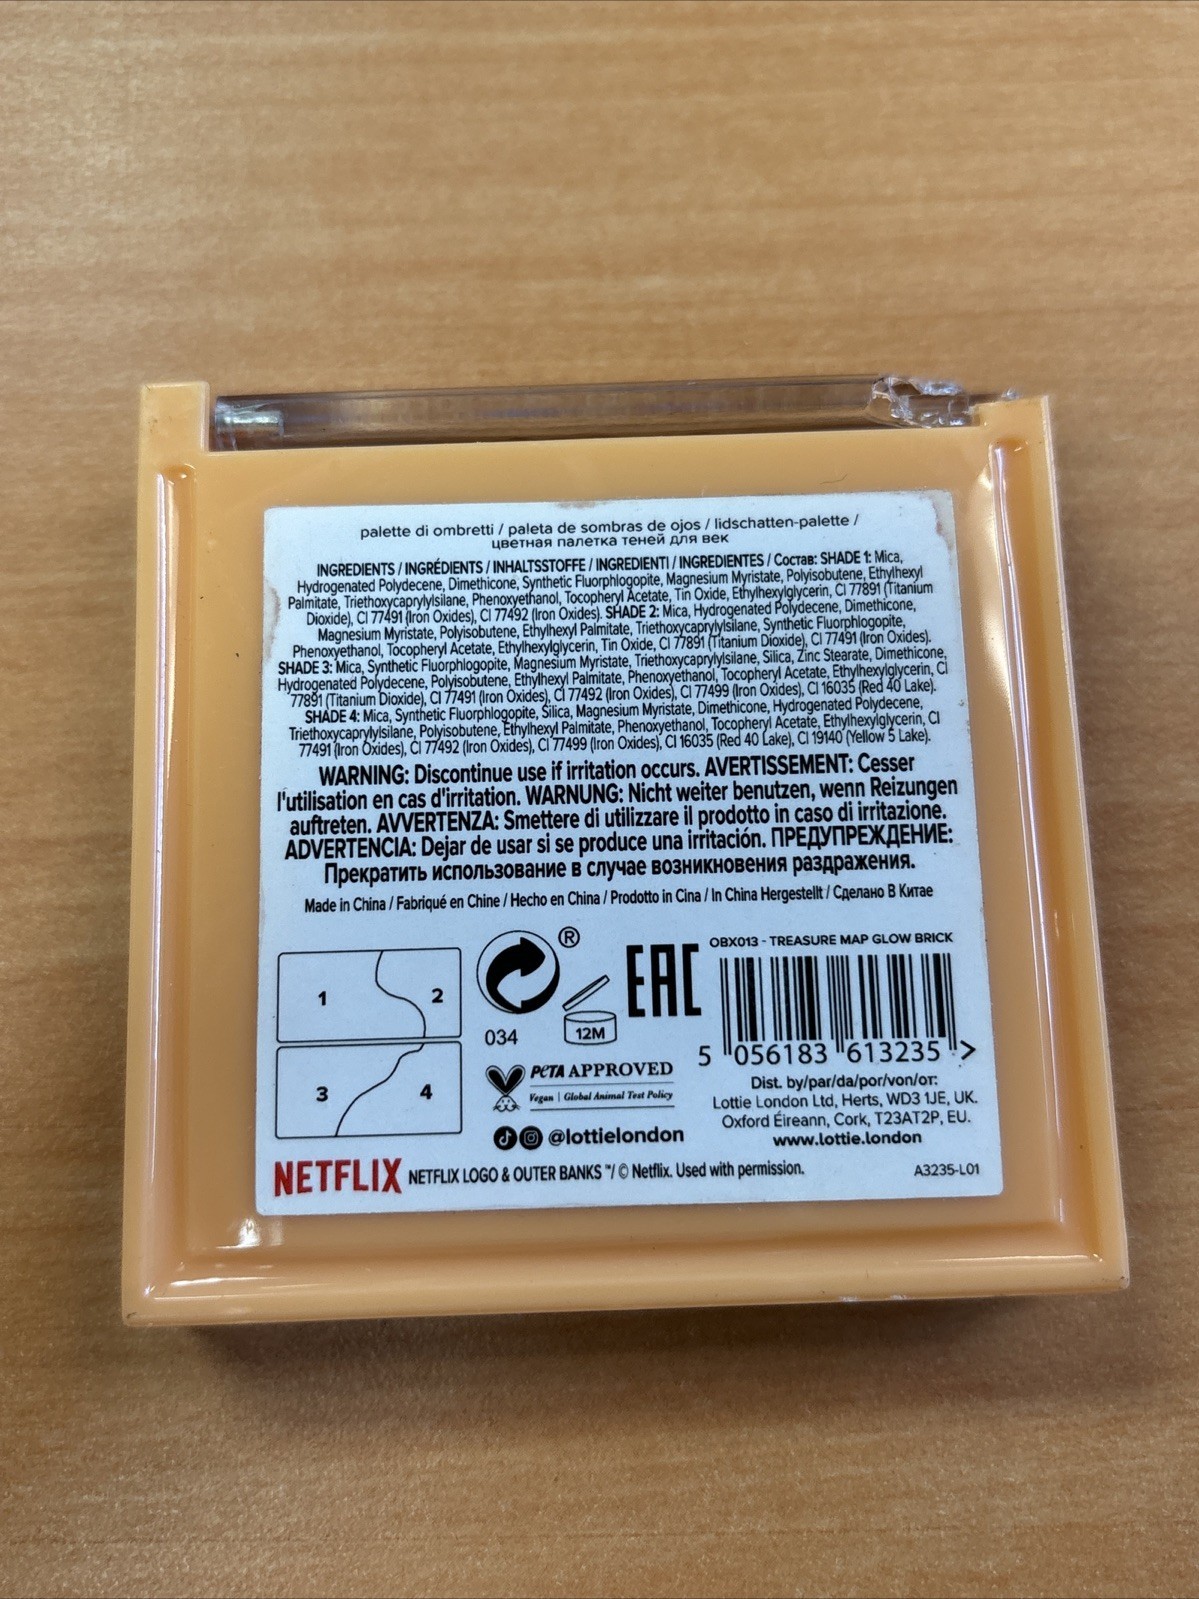 palette di ombretti / paleta de sombras de ojos / lidschatten-palette /
цветная палетка теней для век
INGREDIENTS / INGRÉDIENTS / INHALTSSTOFFE / INGREDIENTI / INGREDIENTES / Состав: SHADE 1: Mica,
Hydrogenated Polydecene, Dimethicone, Synthetic Fluorphlogopite, Magnesium Myristate, Polyisobutene, Ethylhexyl
Palmitate, Triethoxycaprylylsilane, Phenoxyethanol, Tocopheryl Acetate, Tin Oxide, Ethylhexylglycerin, CI 77891 (Titanium
Dioxide), CI 77491 (Iron Oxides), CI 77492 (Iron Oxides). SHADE 2: Mica, Hydrogenated Polydecene, Dimethicone,
Magnesium Myristate, Polyisobutene, Ethylhexyl Palmitate, Triethoxycaprylylsilane, Synthetic Fluorphlogopite,
Phenoxyethanol, Tocopheryl Acetate, Ethylhexylglycerin, Tin Oxide, CI 77891 (Titanium Dioxide), CI 77491 (Iron Oxides).
SHADE 3: Mica, Synthetic Fluorphlogopite, Magnesium Myristate, Triethoxycaprylylsilane, Silica, Zinc Stearate, Dimethicone,
Hydrogenated Polydecene, Polyisobutene, Ethylhexyl Palmitate, Phenoxyethanol, Tocopheryl Acetate, Ethylhexylglycerin, CI
77891 (Titanium Dioxide), CI 77491 (Iron Oxides), CI 77492 (Iron Oxides), CI 77499 (Iron Oxides), CI 16035 (Red 40 Lake).
SHADE 4: Mica, Synthetic Fluorphlogopite, Silica, Magnesium Myristate, Dimethicone, Hydrogenated Polydecene,
Triethoxycaprylylsilane, Polyisobutene, Ethylhexyl Palmitate, Phenoxyethanol, Tocopheryl Acetate, Ethylhexylglycerin, CI
77491 (Iron Oxides), CI 77492 (Iron Oxides), CI 77499 (Iron Oxides), CI 16035 (Red 40 Lake), CI 19140 (Yellow 5 Lake).
WARNING: Discontinue use if irritation occurs. AVERTISSEMENT: Cesser
l'utilisation en cas d'irritation. WARNUNG: Nicht weiter benutzen, wenn Reizungen
auftreten. AVVERTENZA: Smettere di utilizzare il prodotto in caso di irritazione.
ADVERTENCIA: Dejar de usar si se produce una irritación. ПРЕДУПРЕЖДЕНИЕ:
Прекратить использование в случае возникновения раздражения.
Made in China / Fabriqué en Chine / Hecho en China / Prodotto in Cina / In China Hergestellt / Сделано В Китае
1
2
3
4
®
034
12M
EAC
PETA APPROVED
Vegan | Global Animal Test Policy
@lottielondon
OBX013 - TREASURE MAP GLOW BRICK
5 056183 613235 >
Dist. by/par/da/por/von/от:
Lottie London Ltd, Herts, WD3 1JE, UK.
Oxford Éireann, Cork, T23AT2P, EU.
www.lottie.london
NETFLIX NETFLIX LOGO & OUTER BANKS ™/ © Netflix. Used with permission.
A3235-L01